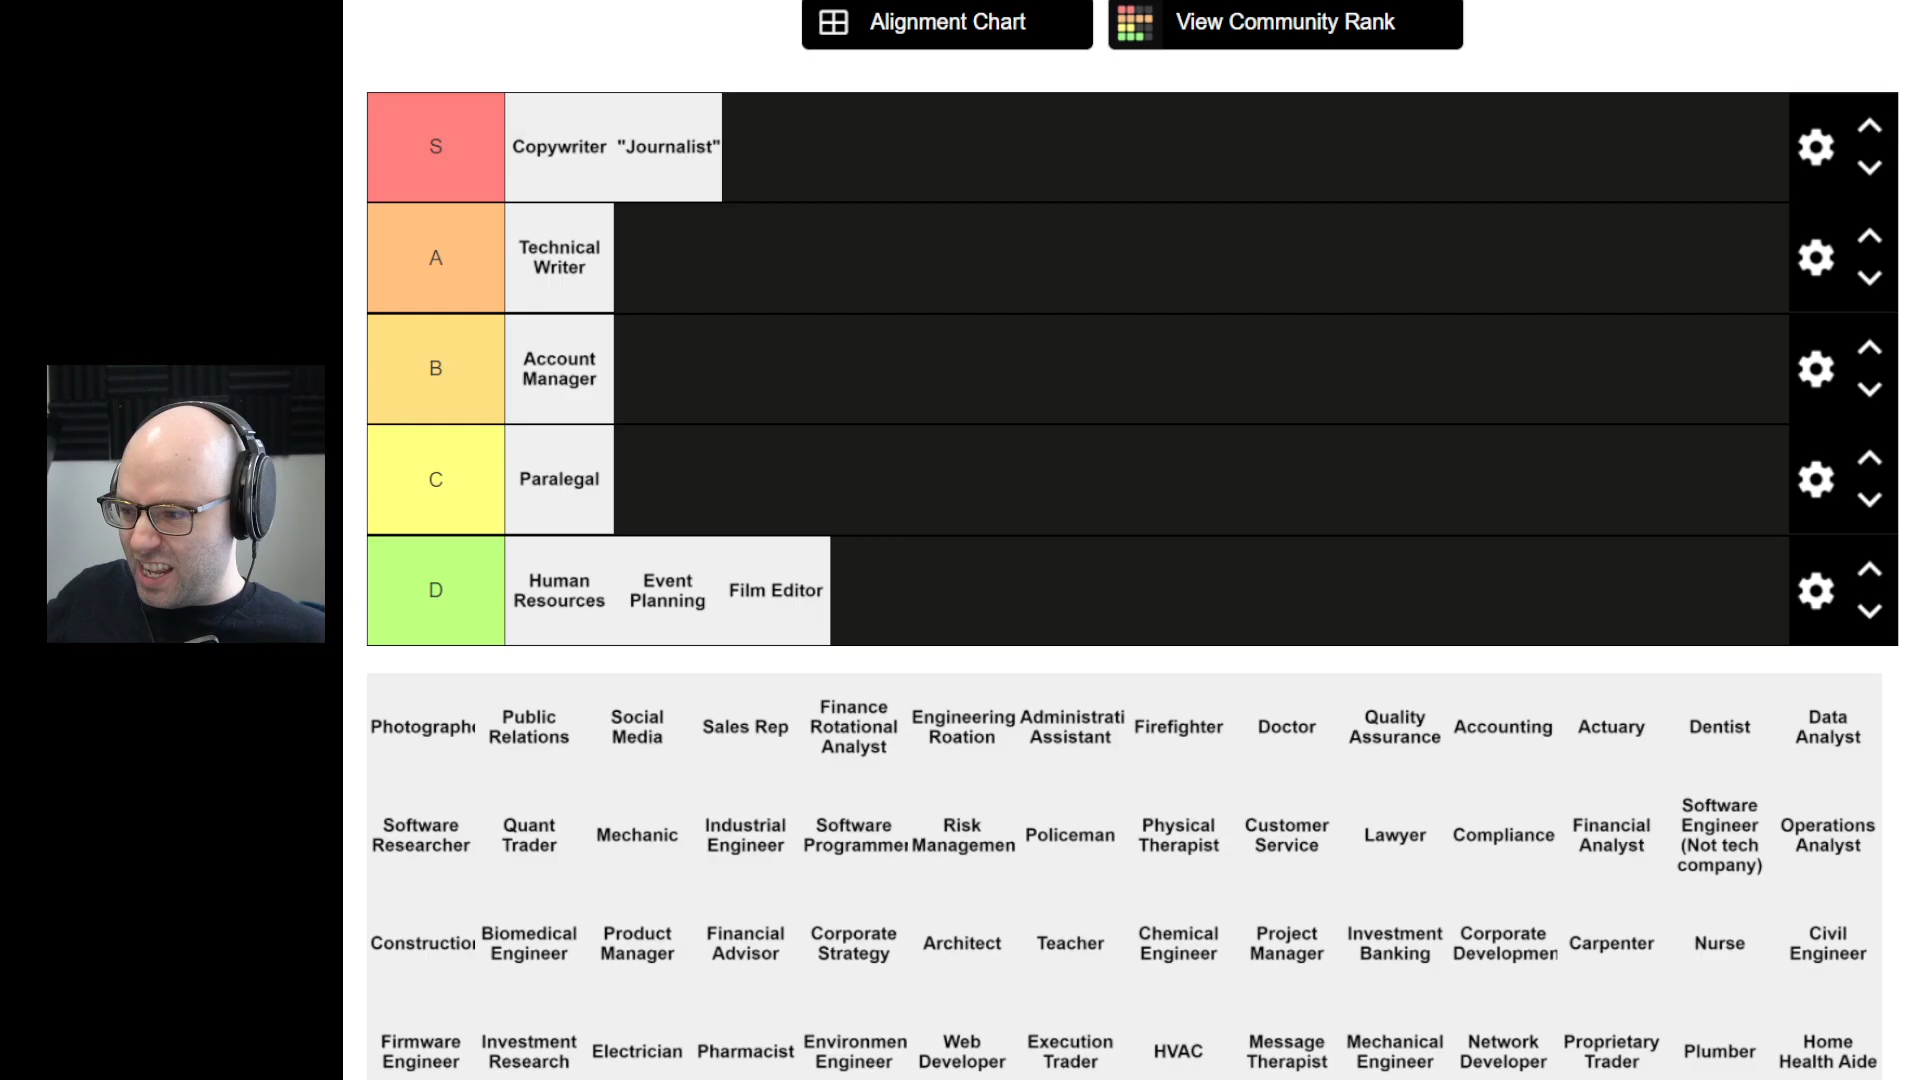 Alignment Chart
View Community Rank
S
Copywriter "Journalist"
A
Technical
Writer
B
Account
Manager
C
Paralegal
D
Human
Resources
Event
Planning
Film Editor
Photographe
Public
Relations
Social
Media
Sales Rep
Finance
Rotational
Analyst
Engineering
Roation
Administrati
Assistant
Firefighter
Doctor
Quality
Assurance
Accounting
Actuary
Dentist
Data
Analyst
Software
Researcher
Quant
Trader
Mechanic
Industrial
Engineer
Software
Programmer
Risk
Managemen
Policeman
Physical
Therapist
Customer
Service
Lawyer
Compliance
Financial
Analyst
Software
Engineer
(Not tech
company)
Operations
Analyst
Construction
Biomedical
Engineer
Product
Manager
Financial
Advisor
Corporate
Strategy
Architect
Teacher
Chemical
Engineer
Project
Manager
Investment
Banking
Corporate
Developmen
Carpenter
Nurse
Civil
Engineer
Firmware
Engineer
Investment
Research
Electrician
Pharmacist
Environmen
Engineer
Web
Developer
Execution
Trader
HVAC
Message
Therapist
Mechanical
Engineer
Network
Developer
Proprietary
Trader
Plumber
Home
Health Aide